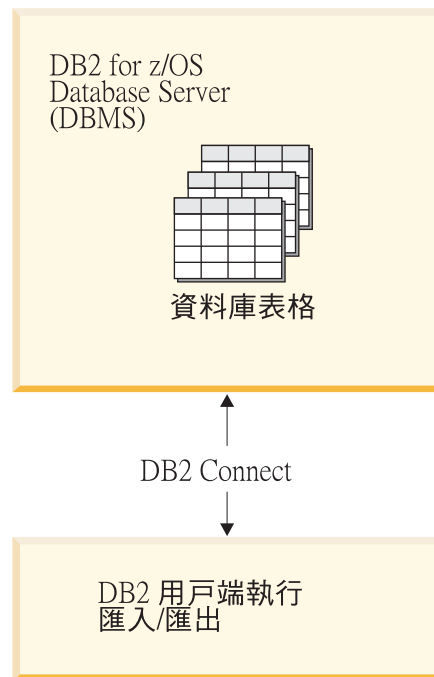 DB2 for z/OS
Database Server
(DBMS)
資料庫表格
DB2 Connect
DB2 用戶端執行
匯入/匯出